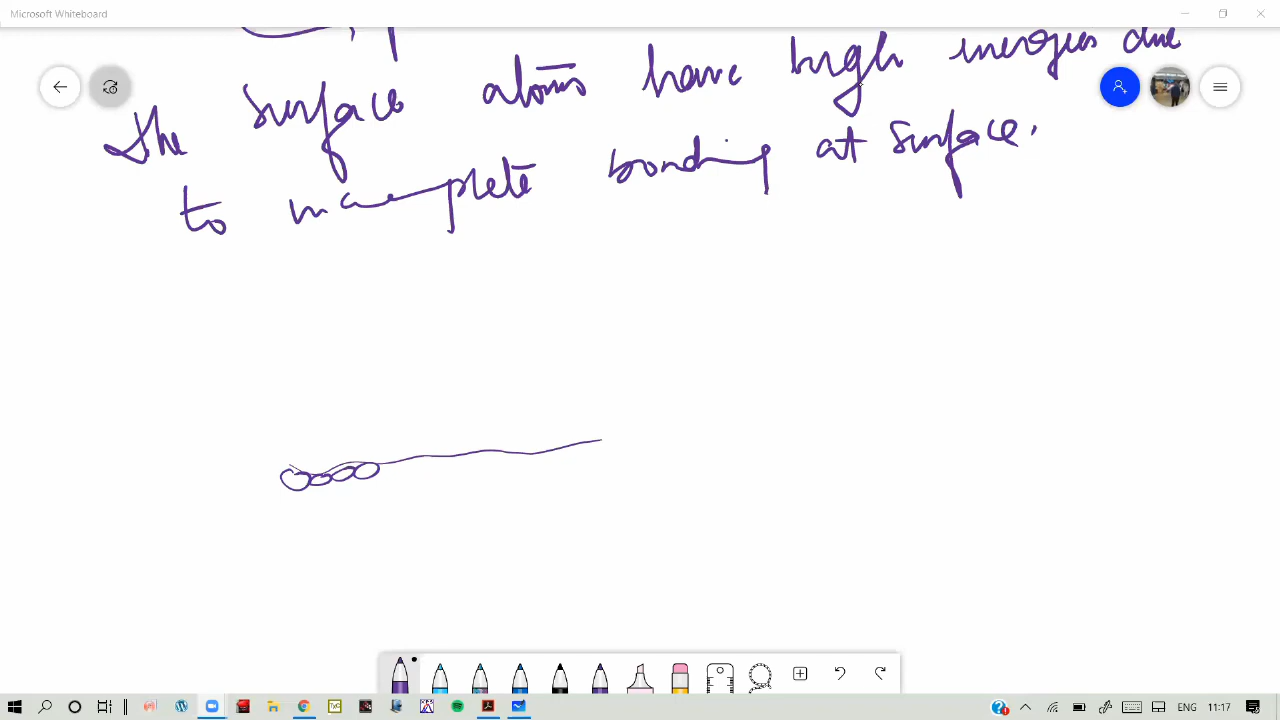 Microsoft Whiteboard
The surface atoms have high energies due
to incomplete bonding at surface.
ENG
11:17